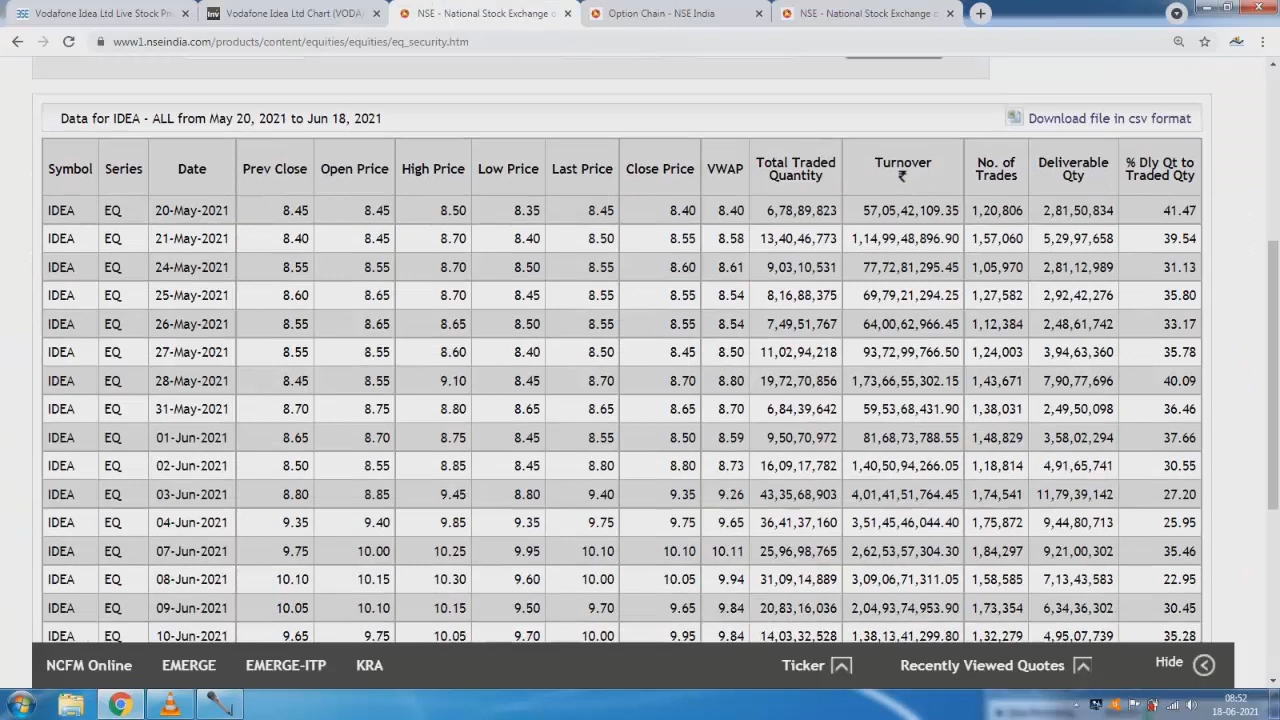 Vodafone Idea Ltd Live Stock Pri
Vodafone Idea Ltd Chart (VODA
NSE - National Stock Exchange o
Option Chain - NSE India
NSE - National Stock Exchange o
www1.nseindia.com/products/content/equities/equities/eq_security.htm
Data for IDEA - ALL from May 20, 2021 to Jun 18, 2021
Download file in csv format
Symbol Series Date Prev Close Open Price High Price Low Price Last Price Close Price VWAP Total Traded Quantity Turnover ₹ No. of Trades Deliverable Qty % Dly Qt to Traded Qty
IDEA EQ 20-May-2021 8.45 8.45 8.50 8.35 8.45 8.40 8.40 6,78,89,823 57,05,42,109.35 1,20,806 2,81,50,834 41.47
IDEA EQ 21-May-2021 8.40 8.45 8.70 8.40 8.50 8.55 8.58 13,40,46,773 1,14,99,48,896.90 1,57,060 5,29,97,658 39.54
IDEA EQ 24-May-2021 8.55 8.55 8.70 8.50 8.55 8.60 8.61 9,03,10,531 77,72,81,295.45 1,05,970 2,81,12,989 31.13
IDEA EQ 25-May-2021 8.60 8.65 8.70 8.45 8.55 8.55 8.54 8,16,88,375 69,79,21,294.25 1,27,582 2,92,42,276 35.80
IDEA EQ 26-May-2021 8.55 8.65 8.65 8.50 8.55 8.55 8.54 7,49,51,767 64,00,62,966.45 1,12,384 2,48,61,742 33.17
IDEA EQ 27-May-2021 8.55 8.55 8.60 8.40 8.50 8.45 8.50 11,02,94,218 93,72,99,766.50 1,24,003 3,94,63,360 35.78
IDEA EQ 28-May-2021 8.45 8.55 9.10 8.45 8.70 8.70 8.80 19,72,70,856 1,73,66,55,302.15 1,43,671 7,90,77,696 40.09
IDEA EQ 31-May-2021 8.70 8.75 8.80 8.65 8.65 8.65 8.70 6,84,39,642 59,53,68,431.90 1,38,031 2,49,50,098 36.46
IDEA EQ 01-Jun-2021 8.65 8.70 8.75 8.45 8.55 8.50 8.59 9,50,70,972 81,68,73,788.55 1,48,829 3,58,02,294 37.66
IDEA EQ 02-Jun-2021 8.50 8.55 8.85 8.45 8.80 8.80 8.73 16,09,17,782 1,40,50,94,266.05 1,18,814 4,91,65,741 30.55
IDEA EQ 03-Jun-2021 8.80 8.85 9.45 8.80 9.40 9.35 9.26 43,35,68,903 4,01,41,51,764.45 1,74,541 11,79,39,142 27.20
IDEA EQ 04-Jun-2021 9.35 9.40 9.85 9.35 9.75 9.75 9.65 36,41,37,160 3,51,45,46,044.40 1,75,872 9,44,80,713 25.95
IDEA EQ 07-Jun-2021 9.75 10.00 10.25 9.95 10.10 10.10 10.11 25,96,98,765 2,62,53,57,304.30 1,84,297 9,21,00,302 35.46
IDEA EQ 08-Jun-2021 10.10 10.15 10.30 9.60 10.00 10.05 9.94 31,09,14,889 3,09,06,71,311.05 1,58,585 7,13,43,583 22.95
IDEA EQ 09-Jun-2021 10.05 10.10 10.15 9.50 9.70 9.65 9.84 20,83,16,036 2,04,93,74,953.90 1,73,354 6,34,36,302 30.45
IDEA EQ 10-Jun-2021 9.65 9.75 10.05 9.70 10.00 9.95 9.84 14,03,32,528 1,38,13,41,299.80 1,32,279 4,95,07,739 35.28
NCFM Online EMERGE EMERGE-ITP KRA Ticker Recently Viewed Quotes Hide
08:52
18-06-2021